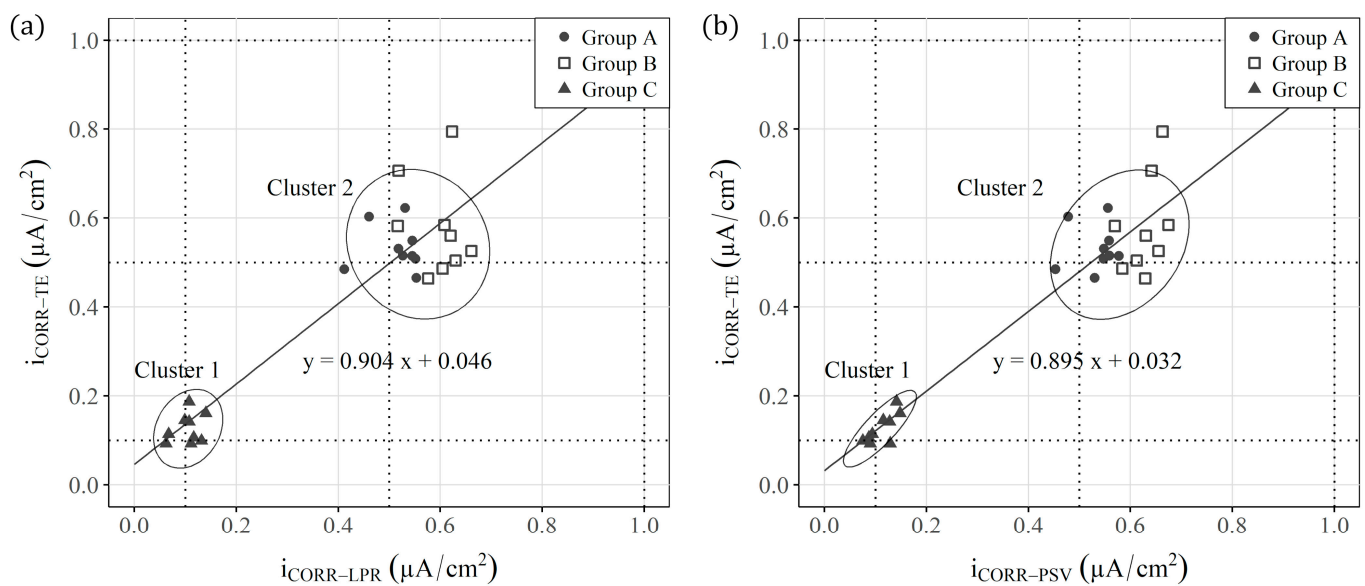 (a)
1.0
0.8
0.6
0.4
0.2
0.0
0.0 0.2 0.4 0.6 0.8 1.0
iCORR–TE (μA/cm²)
iCORR–LPR (μA/cm²)
Group A
Group B
Group C
Cluster 2
Cluster 1
y = 0.904 x + 0.046
(b)
1.0
0.8
0.6
0.4
0.2
0.0
0.0 0.2 0.4 0.6 0.8 1.0
iCORR–TE (μA/cm²)
iCORR–PSV (μA/cm²)
Group A
Group B
Group C
Cluster 2
Cluster 1
y = 0.895 x + 0.032